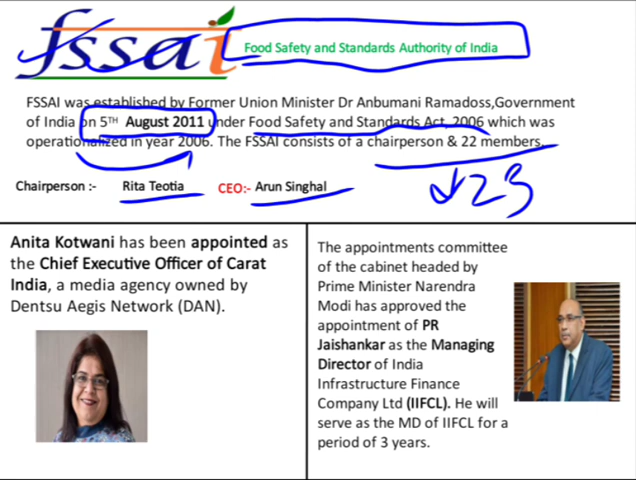 fssai
Food Safety and Standards Authority of India
FSSAI was established by Former Union Minister Dr Anbumani Ramadoss,Government
of India on 5TH August 2011 under Food Safety and Standards Act, 2006 which was
operationalized in year 2006. The FSSAI consists of a chairperson & 22 members.
23
Chairperson :- Rita Teotia CEO:- Arun Singhal
Anita Kotwani has been appointed as
the Chief Executive Officer of Carat
India, a media agency owned by
Dentsu Aegis Network (DAN).
The appointments committee
of the cabinet headed by
Prime Minister Narendra
Modi has approved the
appointment of PR
Jaishankar as the Managing
Director of India
Infrastructure Finance
Company Ltd (IIFCL). He will
serve as the MD of IIFCL for a
period of 3 years.